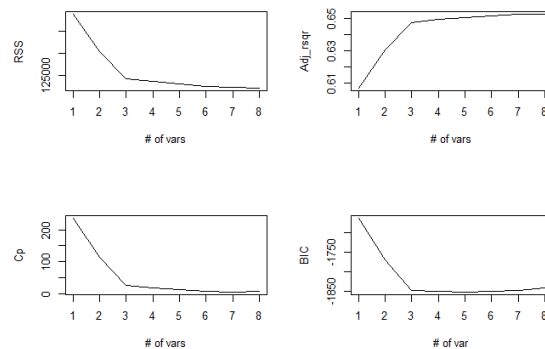 RSS
125000
1 2 3 4 5 6 7 8
# of vars
Adj_rsqr
0.61 0.63 0.65
1 2 3 4 5 6 7 8
# of vars
Cp
0 100 200
1 2 3 4 5 6 7 8
# of vars
BIC
-1850 -1750
1 2 3 4 5 6 7 8
# of var